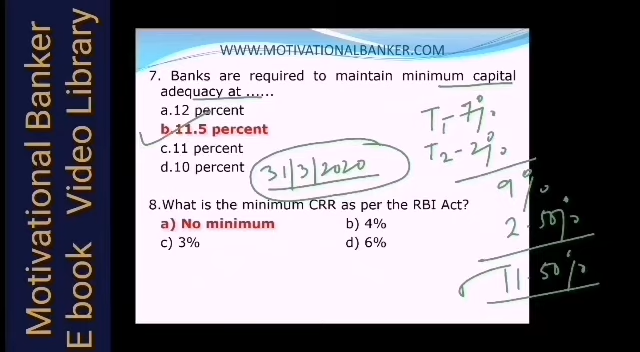 Motivational Banker
E book Video Library
WWW.MOTIVATIONALBANKER.COM
7. Banks are required to maintain minimum capital
adequacy at ......
a.12 percent
b.11.5 percent
c.11 percent
d.10 percent
31/3/2020
T1-7%
T2-2%
9%
2.50%
11.50%
8.What is the minimum CRR as per the RBI Act?
a) No minimum b) 4%
c) 3% d) 6%